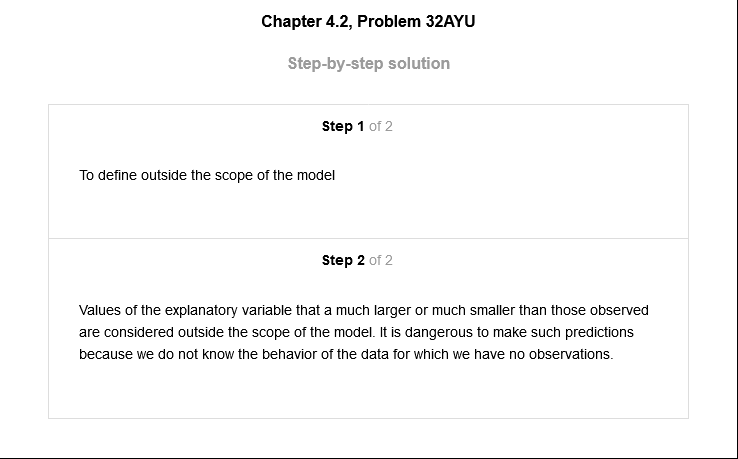 Chapter 4.2, Problem 32AYU
Step-by-step solution
Step 1 of 2
To define outside the scope of the model
Step 2 of 2
Values of the explanatory variable that a much larger or much smaller than those observed
are considered outside the scope of the model. It is dangerous to make such predictions
because we do not know the behavior of the data for which we have no observations.